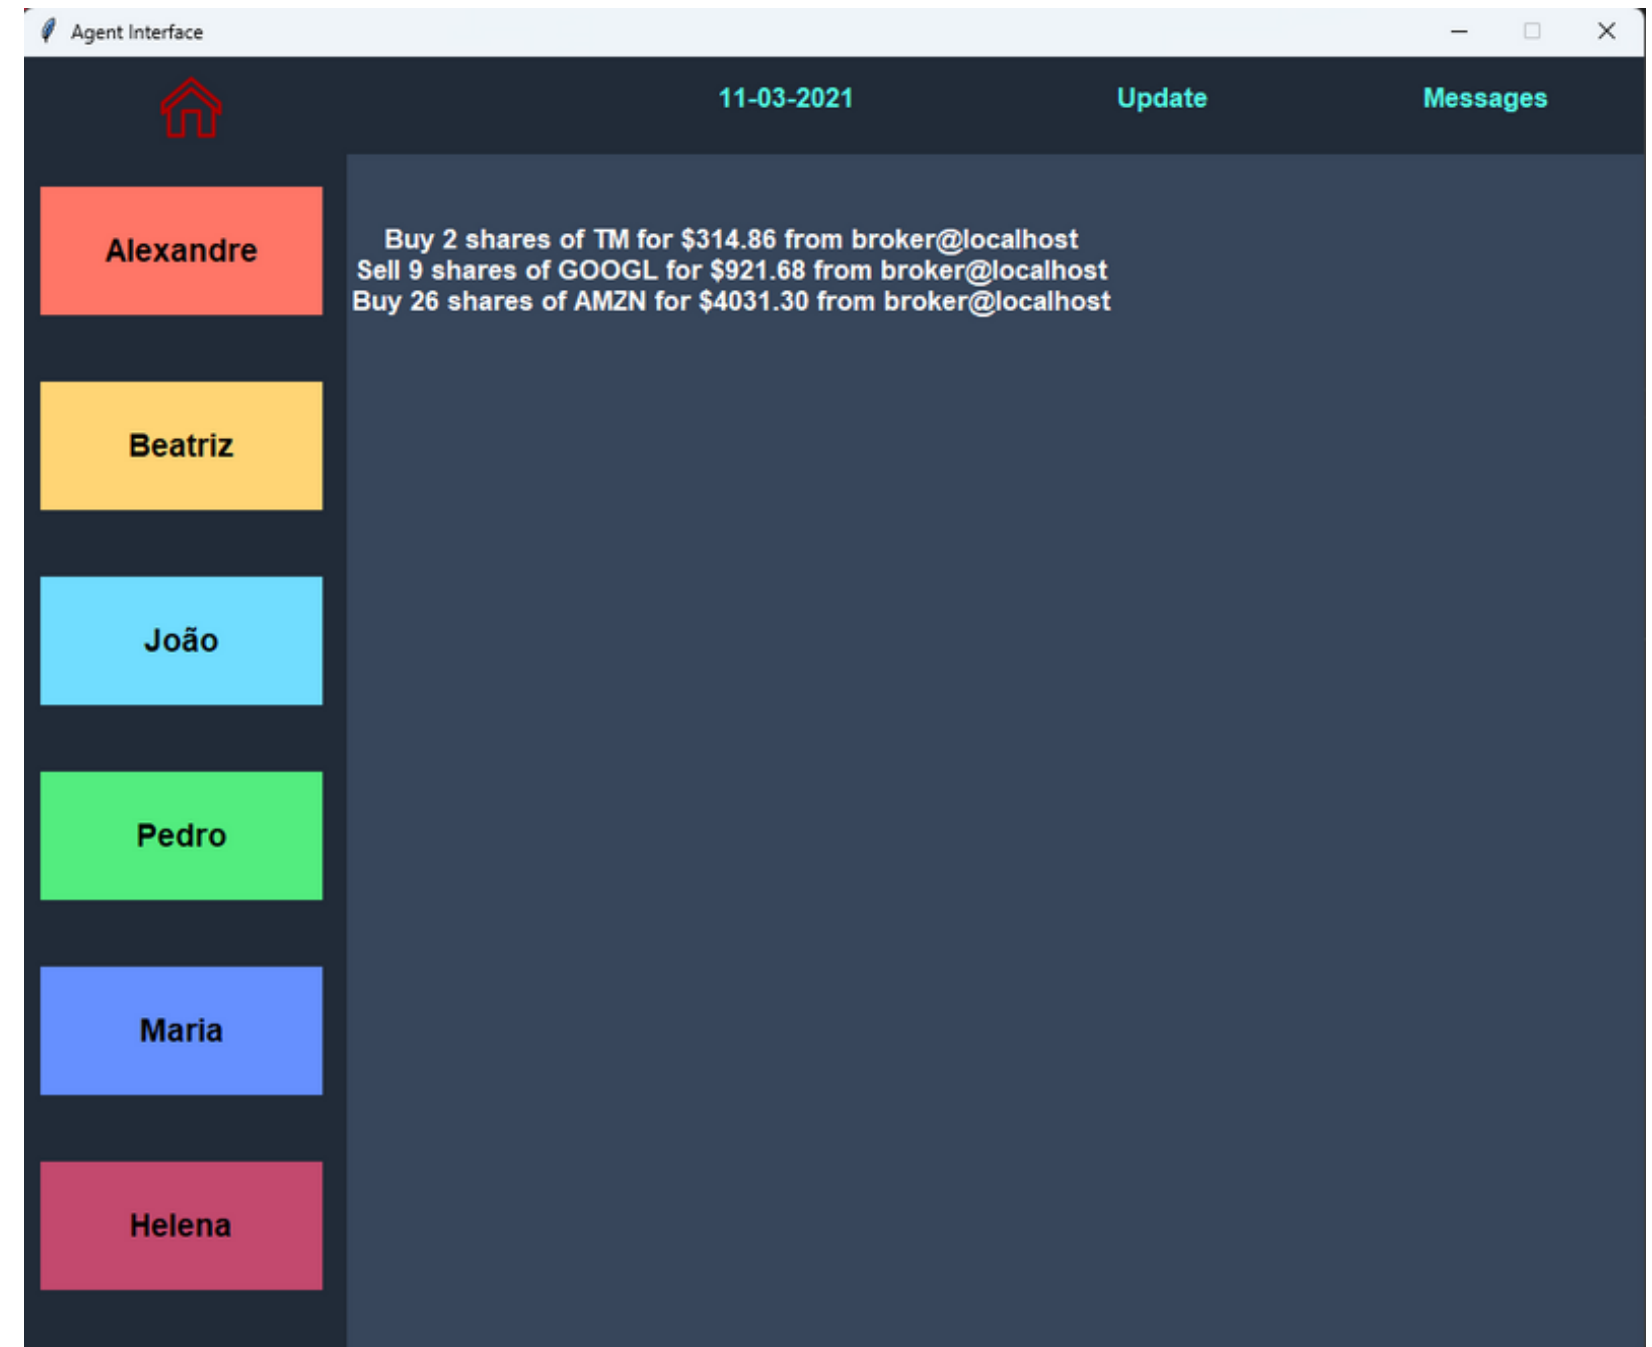 Agent Interface
11-03-2021 Update Messages
Alexandre
Buy 2 shares of TM for $314.86 from broker@localhost
Sell 9 shares of GOOGL for $921.68 from broker@localhost
Buy 26 shares of AMZN for $4031.30 from broker@localhost
Beatriz
João
Pedro
Maria
Helena